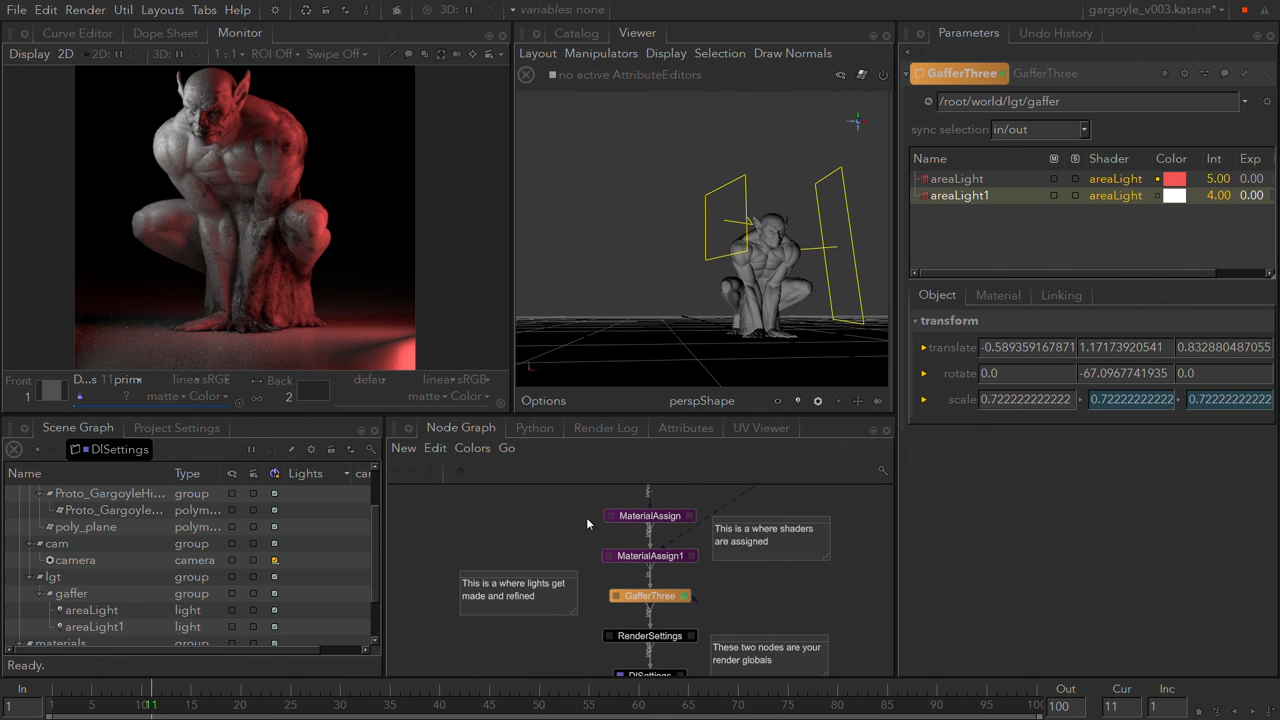 File Edit Render Util Layouts Tabs Help 3D: variables: none gargoyle_v003.katana*
Curve Editor Dope Sheet Monitor
Display 2D 2D: 3D: 1:1 ROI Off Swipe Off
Front D...s 11prim linear sRGB Back defau linear sRGB
1 ? matte Color 2 matte Color
Catalog Viewer
Layout Manipulators Display Selection Draw Normals
no active AttributeEditors
Options perspShape
Parameters Undo History
GafferThree GafferThree
/root/world/lgt/gaffer
sync selection in/out
Name M S Shader Color Int Exp
areaLight areaLight 5.00 0.00
areaLight1 areaLight 4.00 0.00
Object Material Linking
transform
translate -0.589359167871 1.17173920541 0.832880487055
rotate 0.0 -67.0967741935 0.0
scale 0.722222222222 0.72222222222 0.7222222222
Scene Graph Project Settings
DlSettings
Name Type Lights car
Proto_GargoyleHi... group
Proto_Gargoyle... polym...
poly_plane polym...
cam group
camera camera
lgt group
gaffer group
areaLight light
areaLight1 light
materials group
Ready.
Node Graph Python Render Log Attributes UV Viewer
New Edit Colors Go
MaterialAssign
This is a where shaders
are assigned
MaterialAssign1
This is a where lights get
made and refined
GafferThree
RenderSettings
These two nodes are your
render globals
DlSettings
In Out Cur Inc
1 1 5 10 11 15 20 25 30 35 40 45 50 55 60 65 70 75 80 85 90 95 100 100 11 1